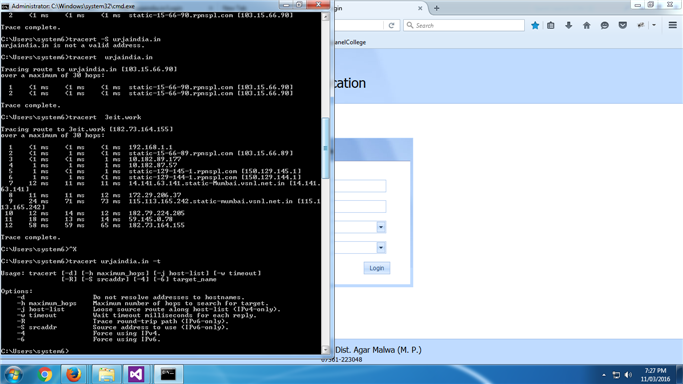 Administrator: C:\Windows\system32\cmd.exe
2 <1 ms <1 ms <1 ms static-15-66-90.rpnspl.com [103.15.66.90]
Trace complete.
C:\Users\system6>tracert -S urjaindia.in
urjaindia.in is not a valid address.
C:\Users\system6>tracert urjaindia.in
Tracing route to urjaindia.in [103.15.66.90]
over a maximum of 30 hops:
1 <1 ms <1 ms <1 ms static-15-66-90.rpnspl.com [103.15.66.90]
2 <1 ms <1 ms <1 ms static-15-66-90.rpnspl.com [103.15.66.90]
Trace complete.
C:\Users\system6>tracert 3eit.work
Tracing route to 3eit.work [182.73.164.155]
over a maximum of 30 hops:
1 <1 ms <1 ms <1 ms 192.168.1.1
2 <1 ms <1 ms <1 ms static-15-66-89.rpnspl.com [103.15.66.89]
3 <1 ms <1 ms 1 ms 10.182.89.177
4 <1 ms 1 ms 1 ms 10.182.87.57
5 <1 ms <1 ms 1 ms static-129-145-1.rpnspl.com [150.129.145.1]
6 1 ms <1 ms 1 ms static-129-144-1.rpnspl.com [150.129.144.1]
7 12 ms 11 ms 11 ms 14.141.63.141.static-Mumbai.vsnl.net.in [14.141.
63.141]
8 11 ms 11 ms 12 ms 172.29.206.37
9 24 ms 71 ms 73 ms 115.113.165.242.static-mumbai.vsnl.net.in [115.1
13.165.242]
10 12 ms 14 ms 12 ms 182.79.224.205
11 18 ms 13 ms 14 ms 59.145.0.78
12 58 ms 59 ms 65 ms 182.73.164.155
Trace complete.
C:\Users\system6>^X
C:\Users\system6>tracert urjaindia.in -t
Usage: tracert [-d] [-h maximum_hops] [-j host-list] [-w timeout]
[-R] [-S srcaddr] [-4] [-6] target_name
Options:
-d Do not resolve addresses to hostnames.
-h maximum_hops Maximum number of hops to search for target.
-j host-list Loose source route along host-list (IPv4-only).
-w timeout Wait timeout milliseconds for each reply.
-R Trace round-trip path (IPv6-only).
-S srcaddr Source address to use (IPv6-only).
-4 Force using IPv4.
-6 Force using IPv6.
C:\Users\system6>
gin
Search
anelCollege
cation
Login
Dist. Agar Malwa (M. P.)
07361-223048
7:27 PM
11/03/2016